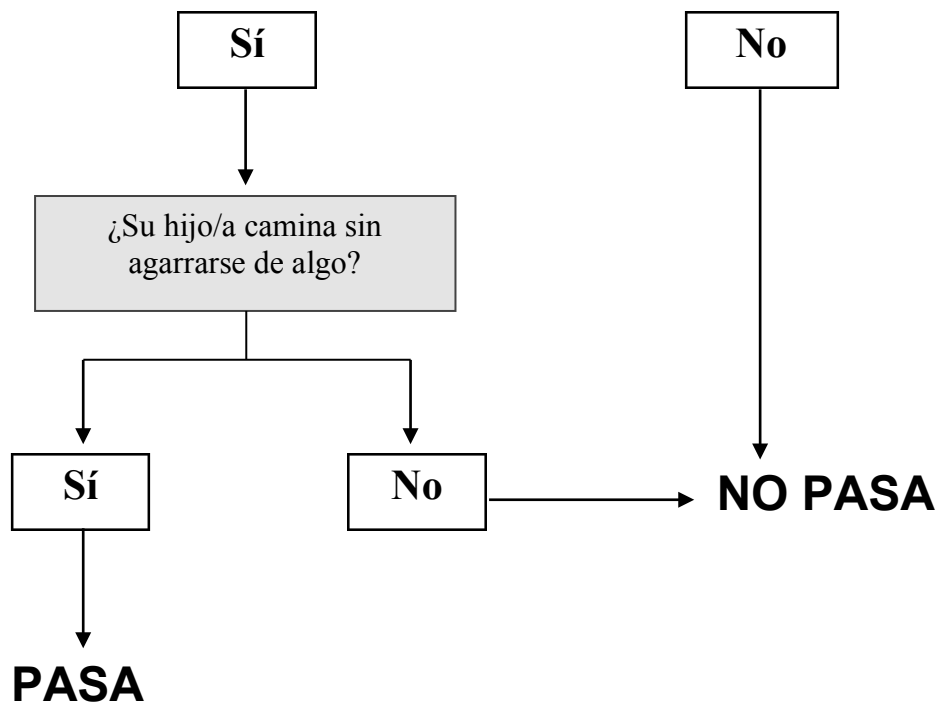 Sí
No
¿Su hijo/a camina sin
agarrarse de algo?
Sí
No
NO PASA
PASA